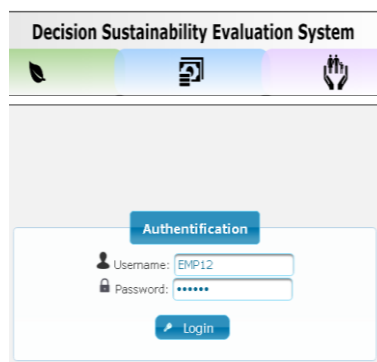 Decision Sustainability Evaluation System
Authentification
Username: EMP12
Password: ••••••
Login